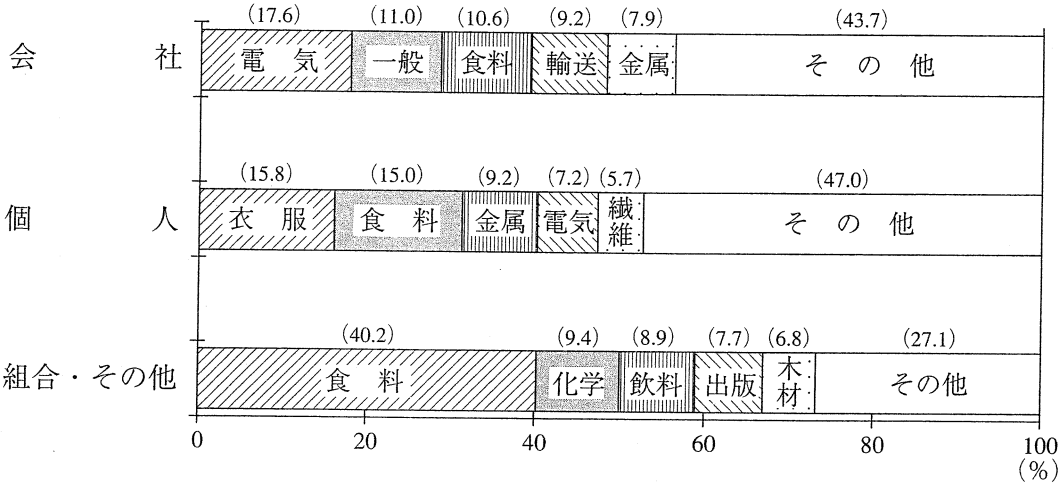 (17.6) (11.0) (10.6) (9.2) (7.9) (43.7)
会社 電気 一般 食料 輸送 金属 その他
(15.8) (15.0) (9.2) (7.2) (5.7) (47.0)
個人 衣服 食料 金属 電気 繊維 その他
(40.2) (9.4) (8.9) (7.7) (6.8) (27.1)
組合・その他 食料 化学 飲料 出版 木材 その他
0 20 40 60 80 100
(%)